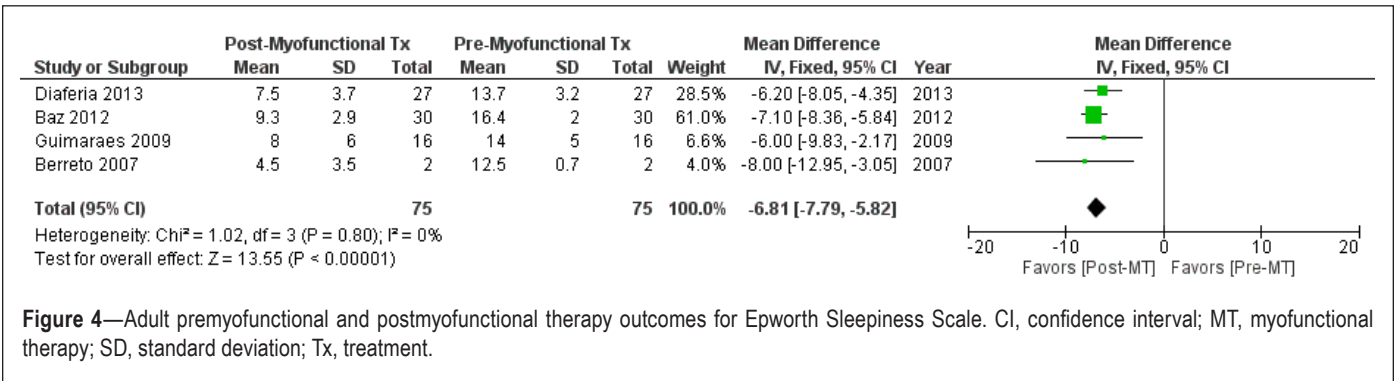 Post-Myofunctional Tx Pre-Myofunctional Tx Mean Difference Mean Difference
Study or Subgroup Mean SD Total Mean SD Total Weight IV, Fixed, 95% CI Year IV, Fixed, 95% CI
Diaferia 2013 7.5 3.7 27 13.7 3.2 27 28.5% -6.20 [-8.05, -4.35] 2013
Baz 2012 9.3 2.9 30 16.4 2 30 61.0% -7.10 [-8.36, -5.84] 2012
Guimaraes 2009 8 6 16 14 5 16 6.6% -6.00 [-9.83, -2.17] 2009
Berreto 2007 4.5 3.5 2 12.5 0.7 2 4.0% -8.00 [-12.95, -3.05] 2007
Total (95% CI) 75 75 100.0% -6.81 [-7.79, -5.82]
Heterogeneity: Chi² = 1.02, df = 3 (P = 0.80); I² = 0%
Test for overall effect: Z = 13.55 (P < 0.00001)
-20 -10 0 10 20
Favors [Post-MT] Favors [Pre-MT]
Figure 4—Adult premyofunctional and postmyofunctional therapy outcomes for Epworth Sleepiness Scale. CI, confidence interval; MT, myofunctional
therapy; SD, standard deviation; Tx, treatment.